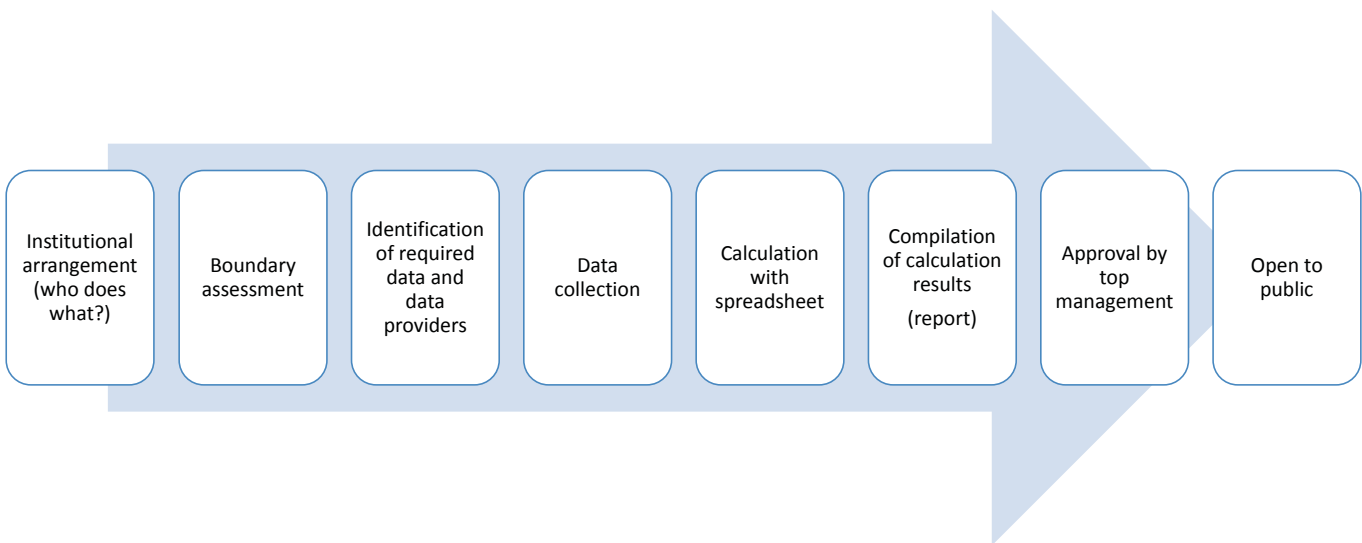 Institutional
arrangement
(who does
what?)
Boundary
assessment
Identification
of required
data and
data
providers
Data
collection
Calculation
with
spreadsheet
Compilation
of calculation
results
(report)
Approval by
top
management
Open to
public